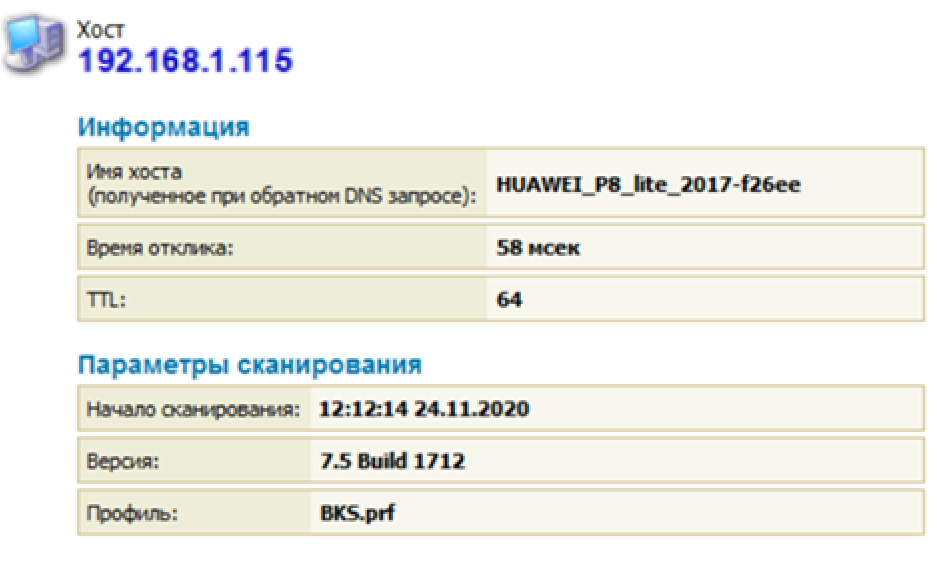 Хост
192.168.1.115
Информация
Имя хоста
(полученное при обратном DNS запросе):
HUAWEI_P8_lite_2017-f26ee
Время отклика:
58 мсек
TTL:
64
Параметры сканирования
Начало сканирования:
12:12:14 24.11.2020
Версия:
7.5 Build 1712
Профиль:
BKS.prf